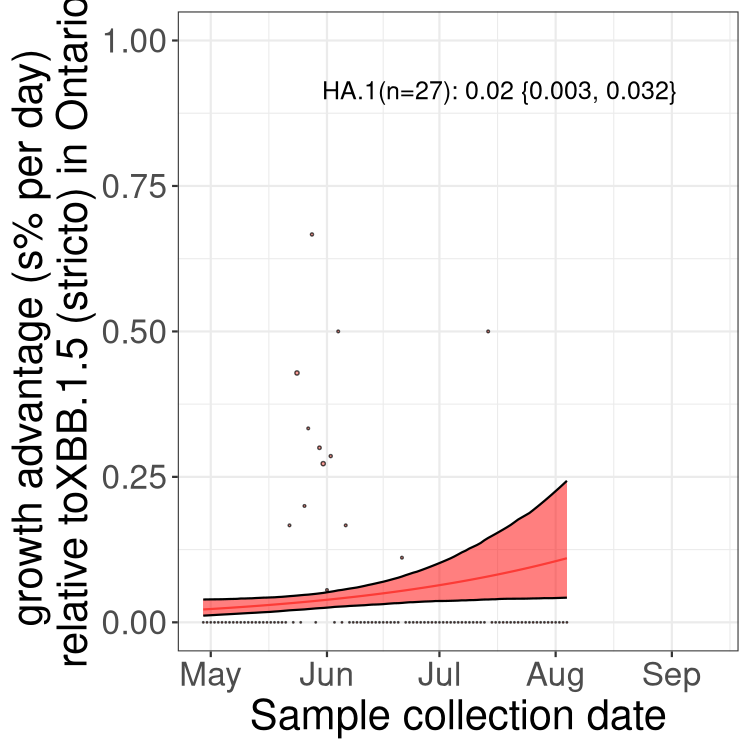 growth advantage (s% per day)
relative toXBB.1.5 (stricto) in Ontario
1.00
0.75
0.50
0.25
0.00
HA.1(n=27): 0.02 {0.003, 0.032}
May Jun Jul Aug Sep
Sample collection date